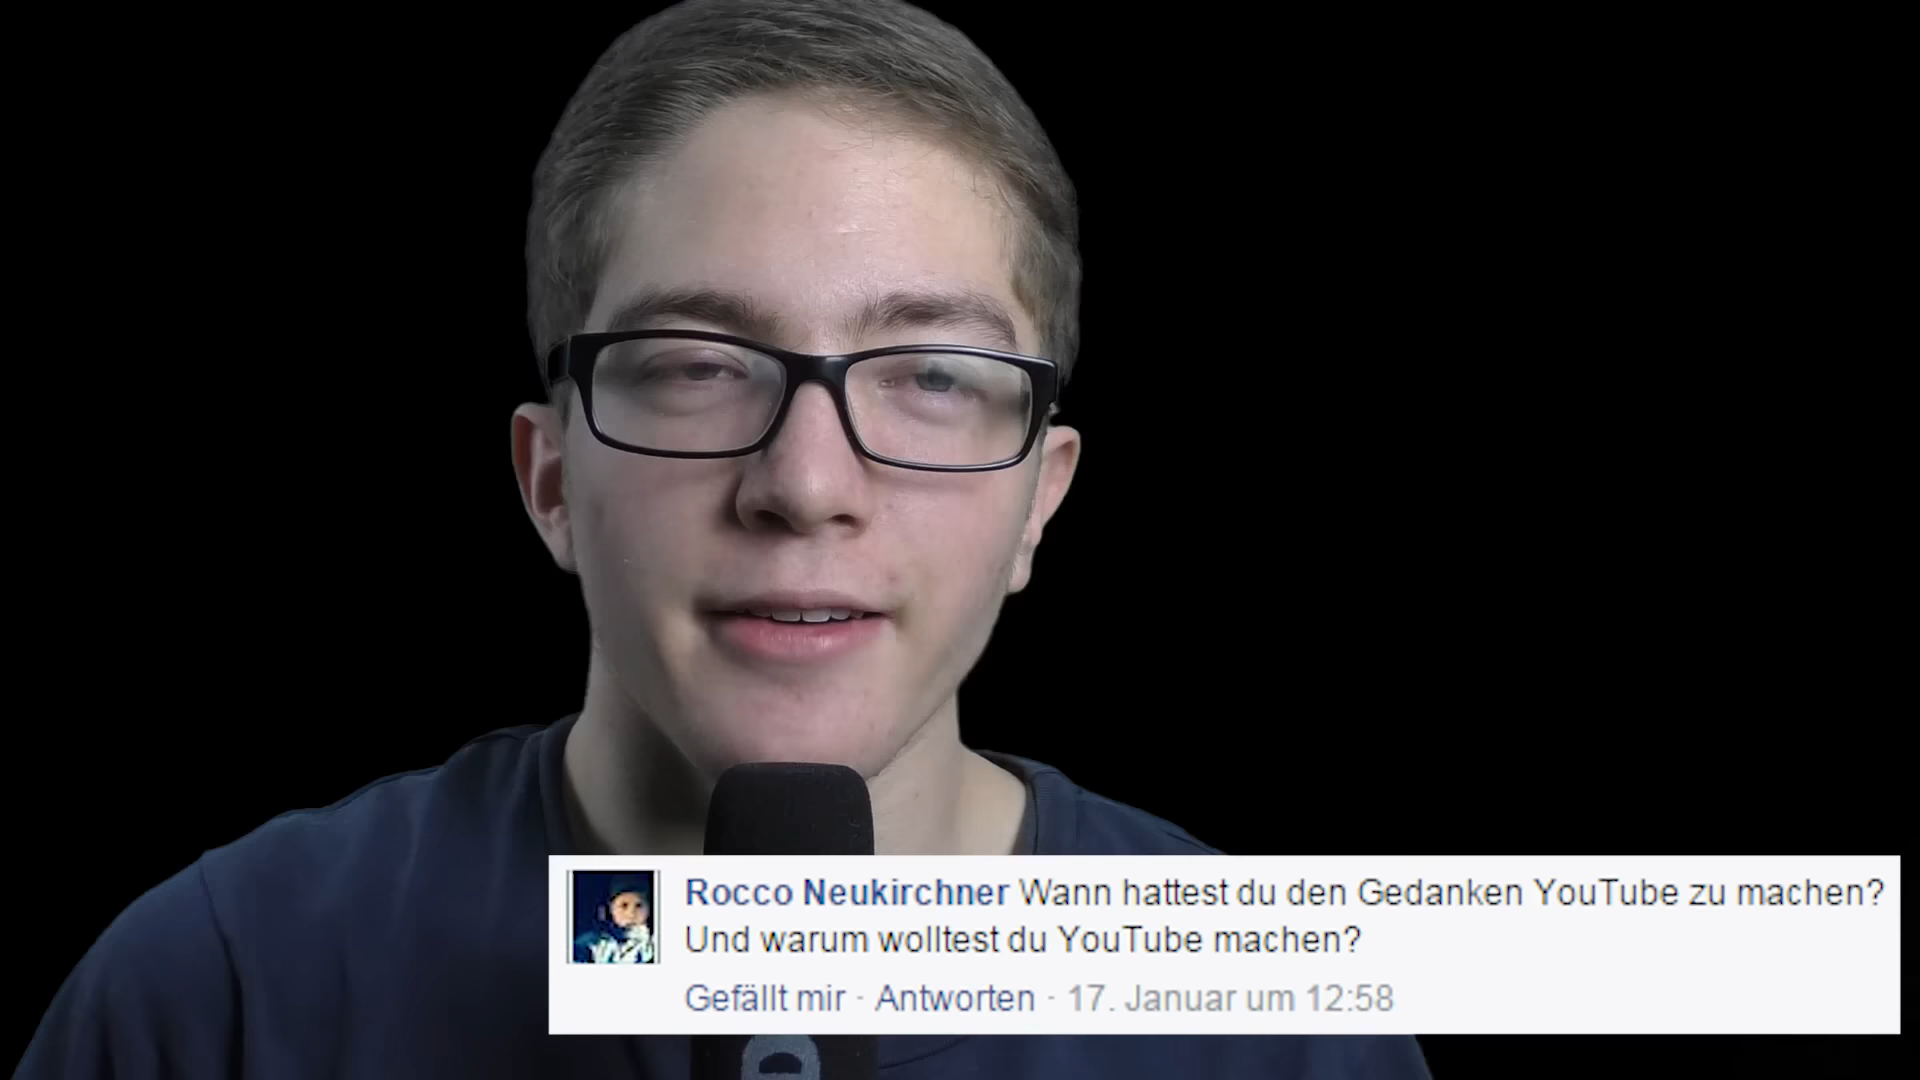 Rocco Neukirchner Wann hattest du den Gedanken YouTube zu machen?
Und warum wolltest du YouTube machen?
Gefällt mir · Antworten · 17. Januar um 12:58